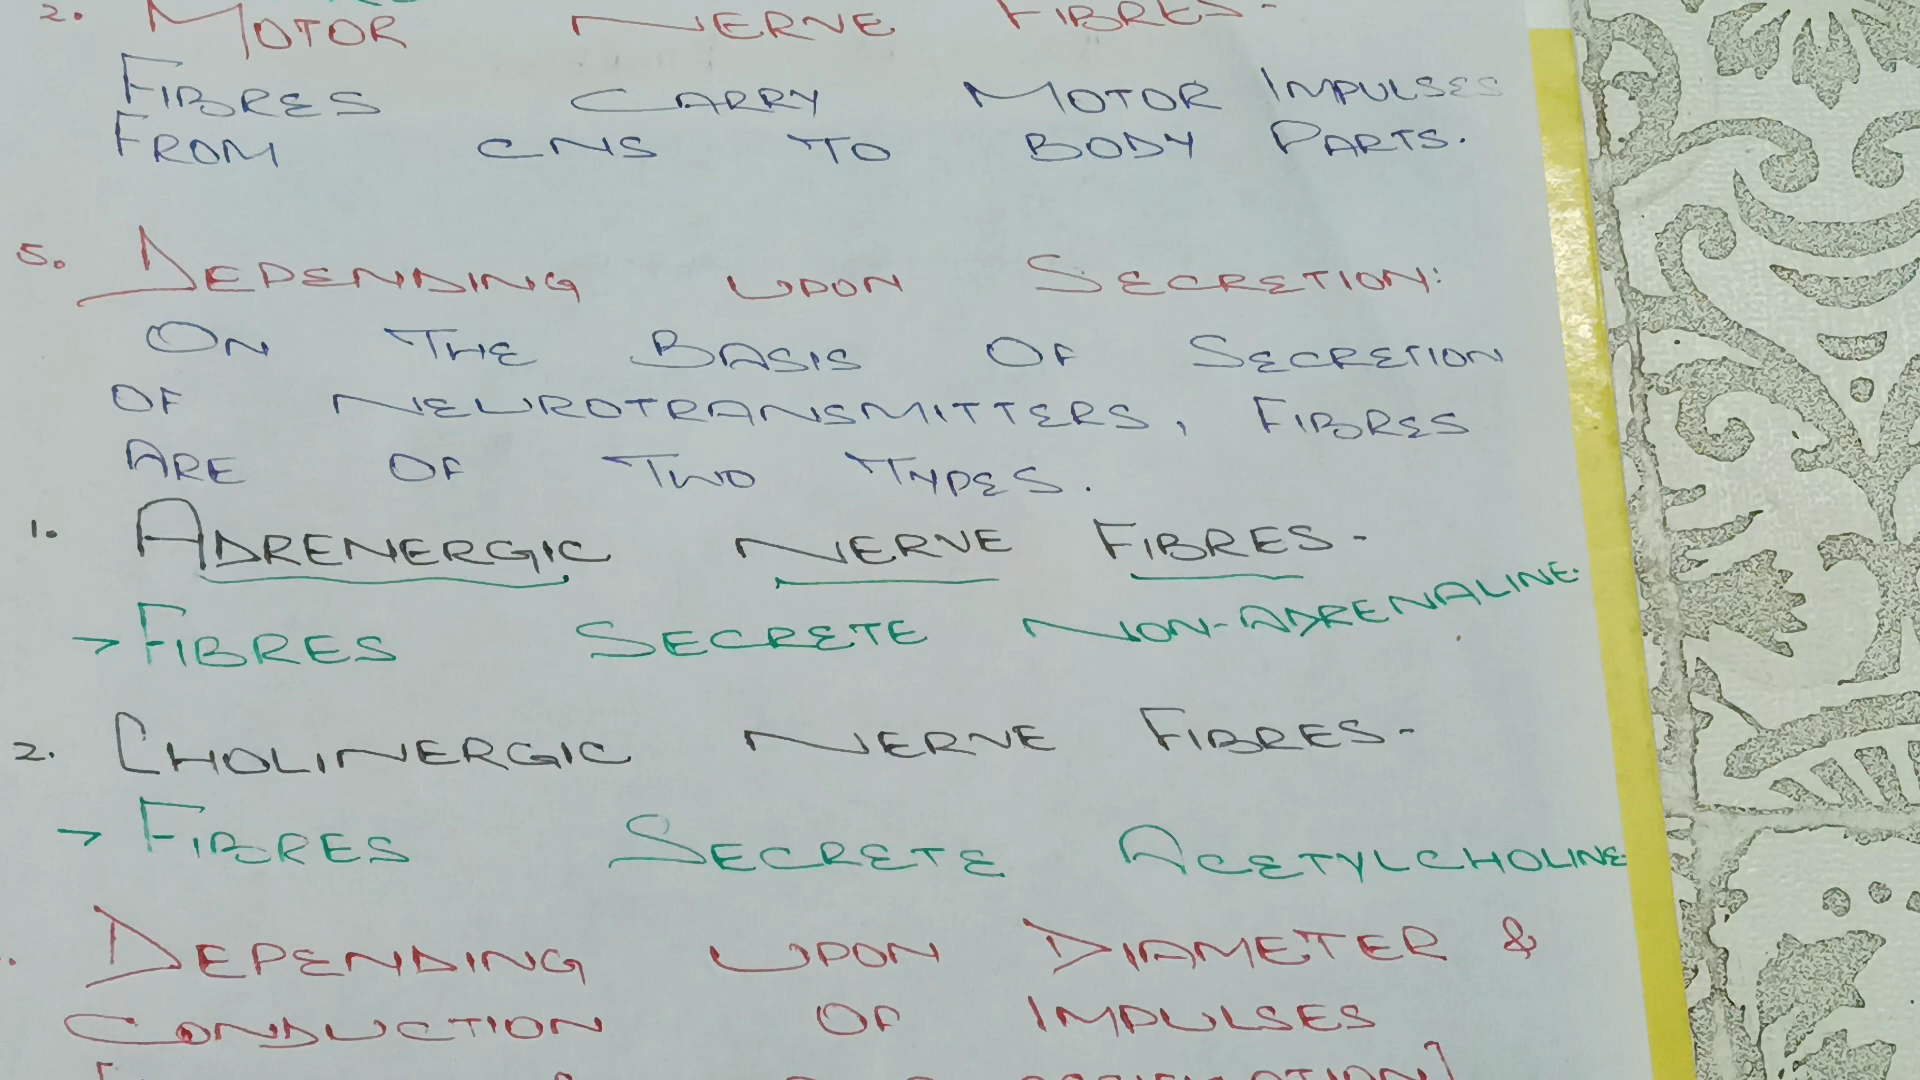 2. MOTOR NERVE FIBRES-
FIBRES CARRY MOTOR IMPULSES
FROM CNS TO BODY PARTS.
5. DEPENDING UPON SECRETION:
ON THE BASIS OF SECRETION
OF NEUROTRANSMITTERS, FIBRES
ARE OF TWO TYPES.
1. ADRENERGIC NERVE FIBRES-
→ FIBRES SECRETE NON-ADRENALINE.
2. CHOLINERGIC NERVE FIBRES-
→ FIBRES SECRETE ACETYLCHOLINE
DEPENDING UPON DIAMETER &
CONDUCTION OF IMPULSES